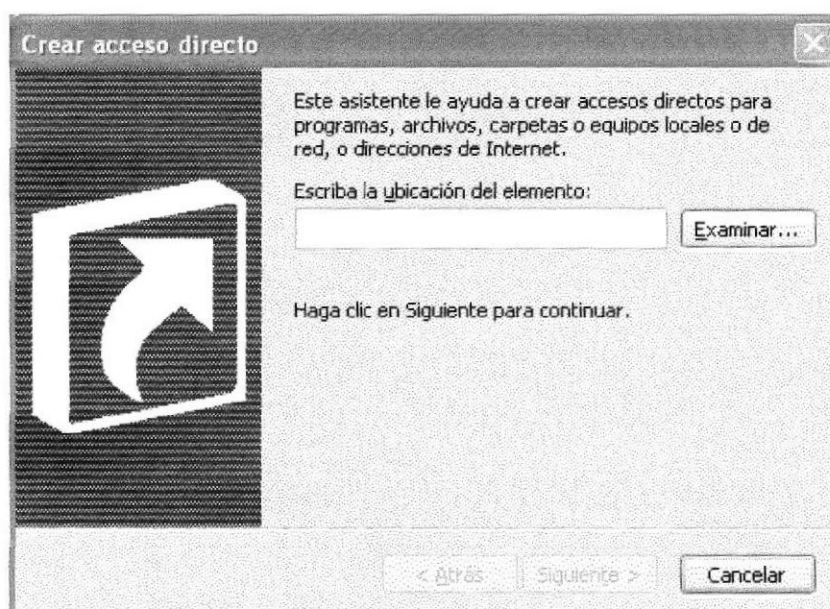 Crear acceso directo
Este asistente le ayuda a crear accesos directos para
programas, archivos, carpetas o equipos locales o de
red, o direcciones de Internet.
Escriba la ubicación del elemento:
Examinar...
Haga clic en Siguiente para continuar.
< Atrás Siguiente > Cancelar